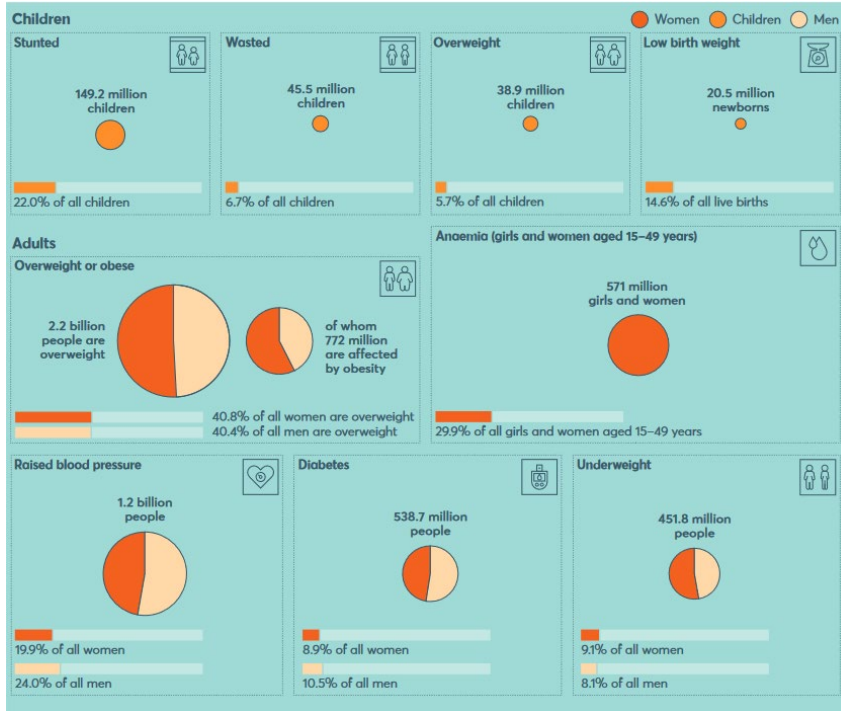 Children
Women
Children
Men
Stunted
149.2 million
children
22.0% of all children
Wasted
45.5 million
children
6.7% of all children
Overweight
38.9 million
children
5.7% of all children
Low birth weight
20.5 million
newborns
14.6% of all live births
Adults
Overweight or obese
2.2 billion
people are
overweight
of whom
772 million
are affected
by obesity
40.8% of all women are overweight
40.4% of all men are overweight
Anaemia (girls and women aged 15–49 years)
571 million
girls and women
29.9% of all girls and women aged 15–49 years
Raised blood pressure
1.2 billion
people
19.9% of all women
24.0% of all men
Diabetes
538.7 million
people
8.9% of all women
10.5% of all men
Underweight
451.8 million
people
9.1% of all women
8.1% of all men